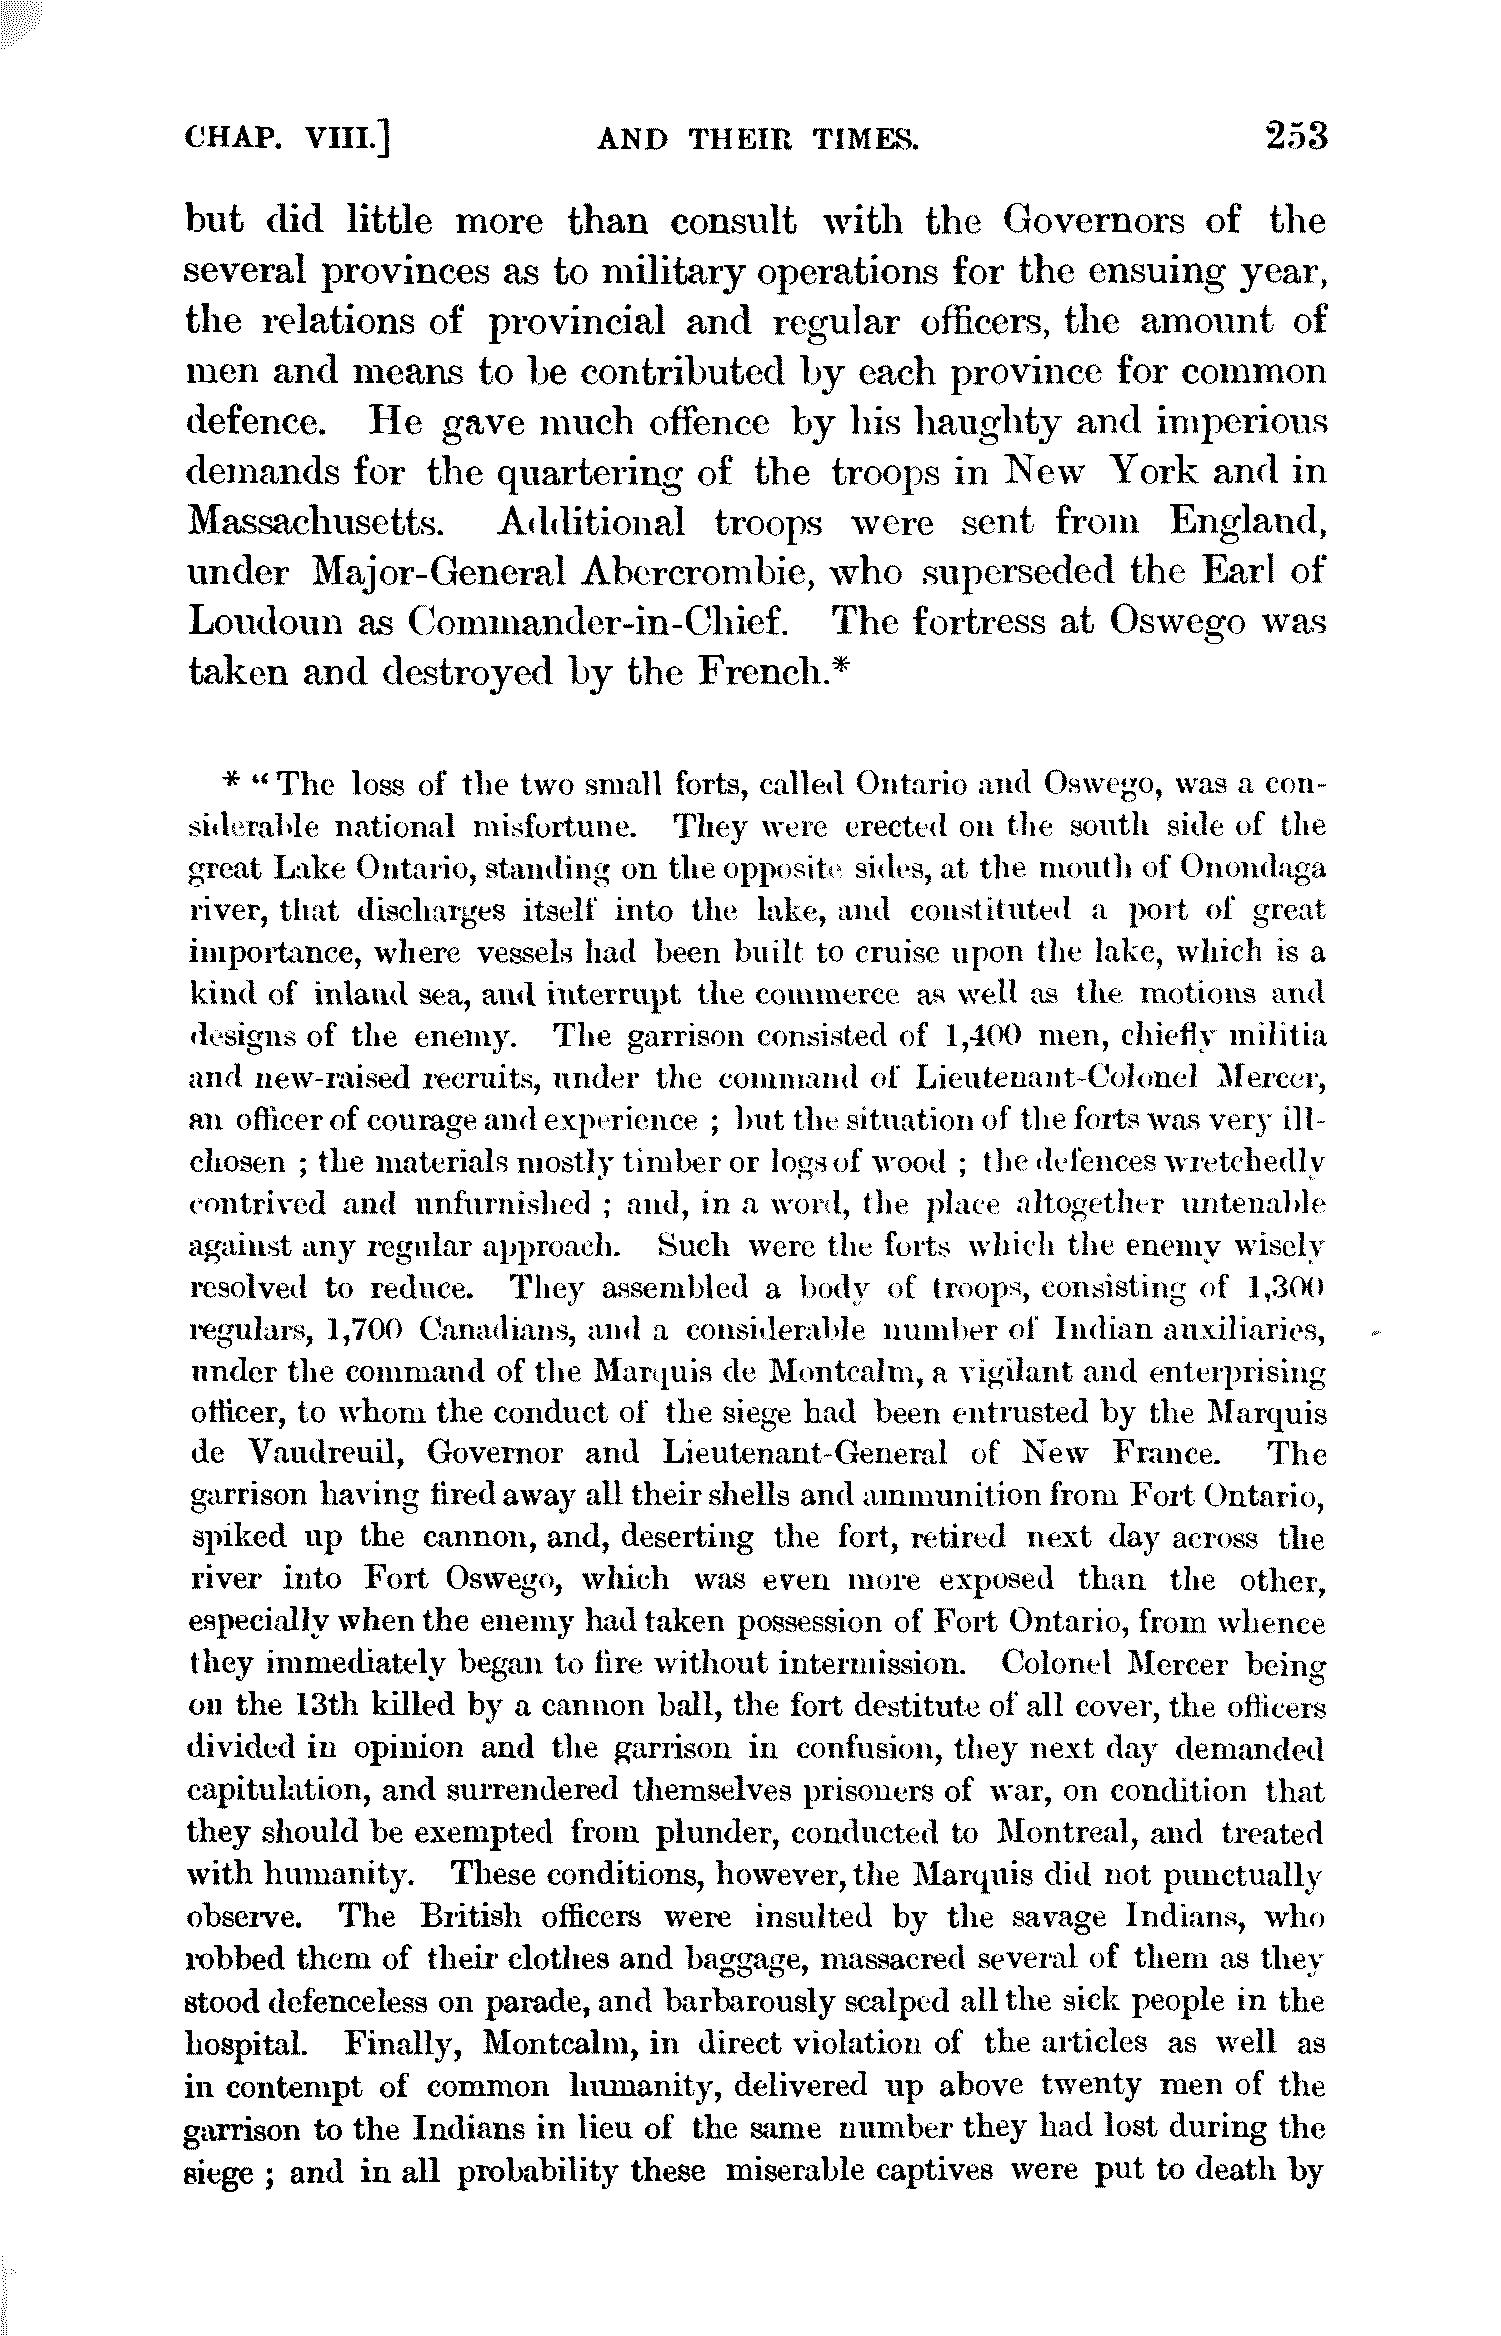 CHAP. VIII.] AND THEIR TIMES. 253
but did little more than consult with the Governors of the
several provinces as to military operations for the ensuing year,
the relations of provincial and regular officers, the amount of
men and means to be contributed by each province for common
defence. He gave much offence by his haughty and imperious
demands for the quartering of the troops in New York and in
Massachusetts. Additional troops were sent from England,
under Major-General Abercrombie, who superseded the Earl of
Loudoun as Commander-in-Chief. The fortress at Oswego was
taken and destroyed by the French.*
* “ The loss of the two small forts, called Ontario and Oswego, was a con-
siderable national misfortune. They were erected on the south side of the
great Lake Ontario, standing on the opposite sides, at the mouth of Onondaga
river, that discharges itself into the lake, and constituted a port of great
importance, where vessels had been built to cruise upon the lake, which is a
kind of inland sea, and interrupt the commerce as well as the motions and
designs of the enemy. The garrison consisted of 1,400 men, chiefly militia
and new-raised recruits, under the command of Lieutenant-Colonel Mercer,
an officer of courage and experience ; but the situation of the forts was very ill-
chosen ; the materials mostly timber or logs of wood ; the defences wretchedly
contrived and unfurnished ; and, in a word, the place altogether untenable
against any regular approach. Such were the forts which the enemy wisely
resolved to reduce. They assembled a body of troops, consisting of 1,300
regulars, 1,700 Canadians, and a considerable number of Indian auxiliaries,
under the command of the Marquis de Montcalm, a vigilant and enterprising
officer, to whom the conduct of the siege had been entrusted by the Marquis
de Vaudreuil, Governor and Lieutenant-General of New France. The
garrison having fired away all their shells and ammunition from Fort Ontario,
spiked up the cannon, and, deserting the fort, retired next day across the
river into Fort Oswego, which was even more exposed than the other,
especially when the enemy had taken possession of Fort Ontario, from whence
they immediately began to fire without intermission. Colonel Mercer being
on the 13th killed by a cannon ball, the fort destitute of all cover, the officers
divided in opinion and the garrison in confusion, they next day demanded
capitulation, and surrendered themselves prisoners of war, on condition that
they should be exempted from plunder, conducted to Montreal, and treated
with humanity. These conditions, however, the Marquis did not punctually
observe. The British officers were insulted by the savage Indians, who
robbed them of their clothes and baggage, massacred several of them as they
stood defenceless on parade, and barbarously scalped all the sick people in the
hospital. Finally, Montcalm, in direct violation of the articles as well as
in contempt of common humanity, delivered up above twenty men of the
garrison to the Indians in lieu of the same number they had lost during the
siege ; and in all probability these miserable captives were put to death by